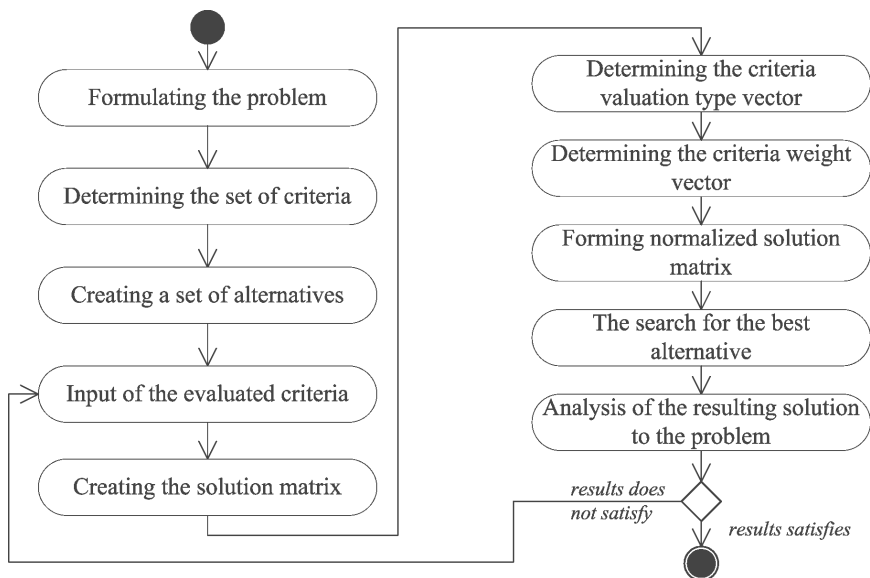 Formulating the problem
Determining the set of criteria
Creating a set of alternatives
Input of the evaluated criteria
Creating the solution matrix
Determining the criteria
valuation type vector
Determining the criteria weight
vector
Forming normalized solution
matrix
The search for the best
alternative
Analysis of the resulting solution
to the problem
results does
not satisfy
results satisfies